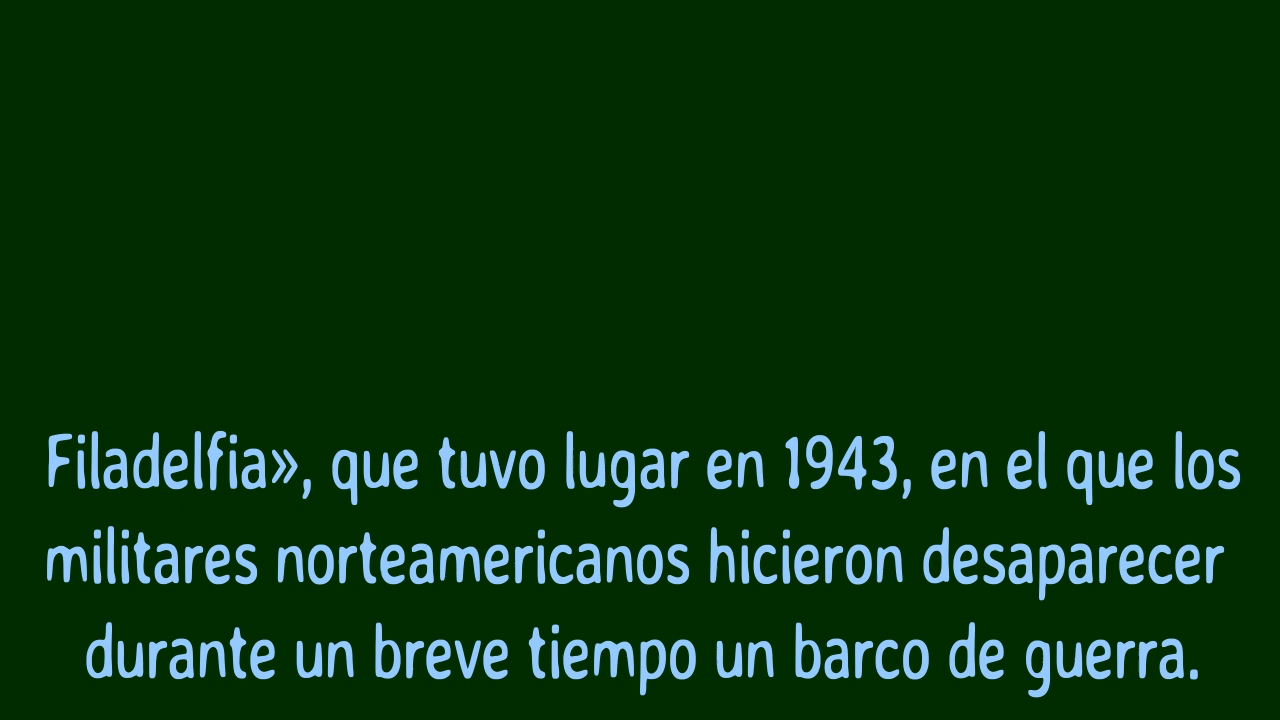 Filadelfia», que tuvo lugar en 1943, en el que los
militares norteamericanos hicieron desaparecer
durante un breve tiempo un barco de guerra.